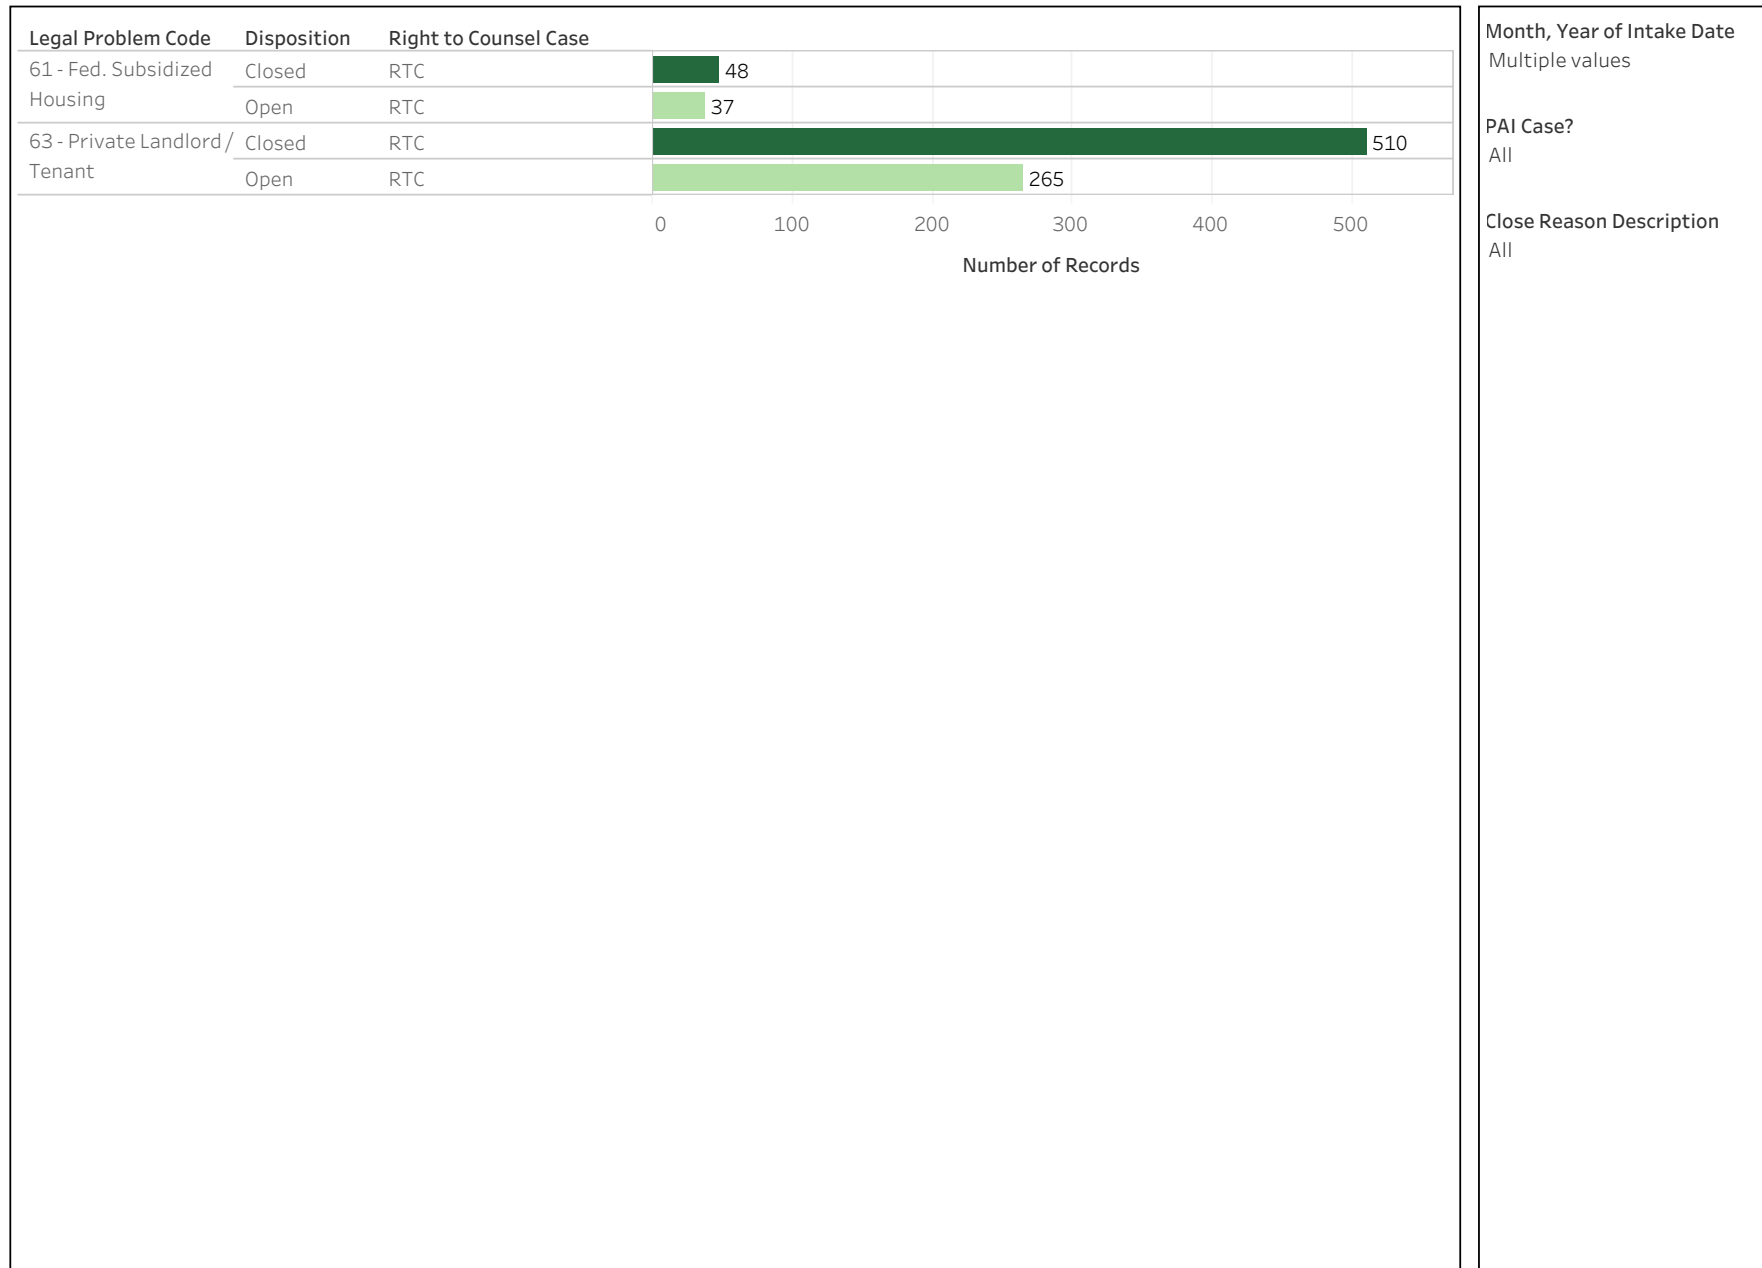 Legal Problem Code Disposition Right to Counsel Case
61 - Fed. Subsidized Housing Closed RTC 48
Open RTC 37
63 - Private Landlord / Tenant Closed RTC 510
Open RTC 265
0 100 200 300 400 500
Number of Records
Month, Year of Intake Date
Multiple values
PAI Case?
All
Close Reason Description
All